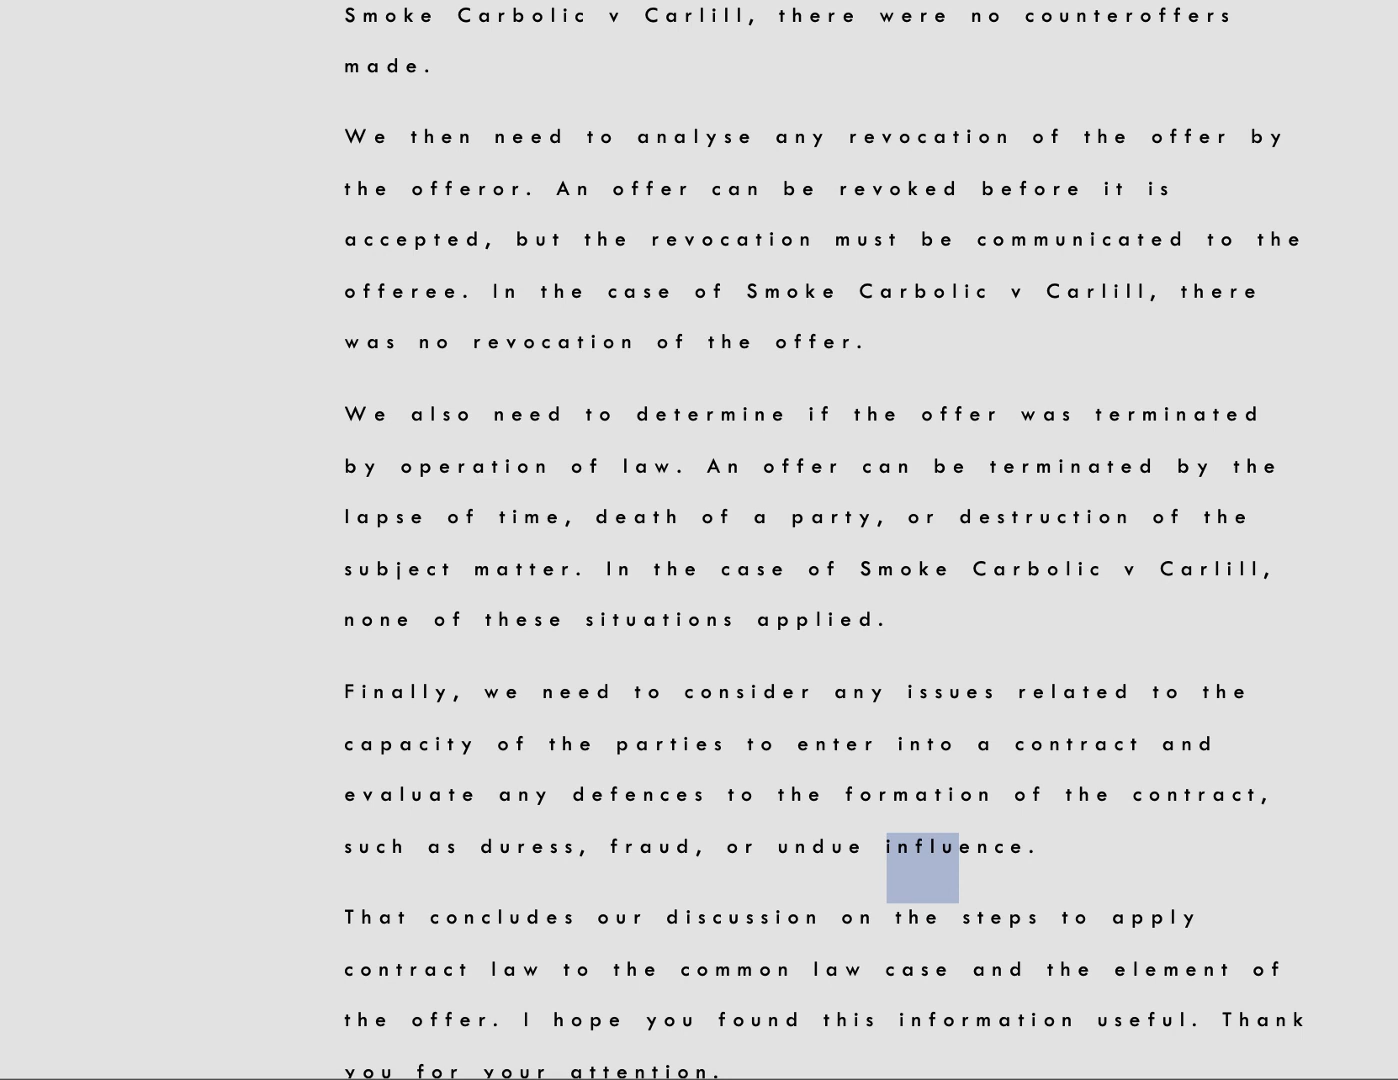 Smoke Carbolic v Carlill, there were no counteroffers
made.
We then need to analyse any revocation of the offer by
the offeror. An offer can be revoked before it is
accepted, but the revocation must be communicated to the
offeree. In the case of Smoke Carbolic v Carlill, there
was no revocation of the offer.
We also need to determine if the offer was terminated
by operation of law. An offer can be terminated by the
lapse of time, death of a party, or destruction of the
subject matter. In the case of Smoke Carbolic v Carlill,
none of these situations applied.
Finally, we need to consider any issues related to the
capacity of the parties to enter into a contract and
evaluate any defences to the formation of the contract,
such as duress, fraud, or undue influence.
That concludes our discussion on the steps to apply
contract law to the common law case and the element of
the offer. I hope you found this information useful. Thank
you for your attention.